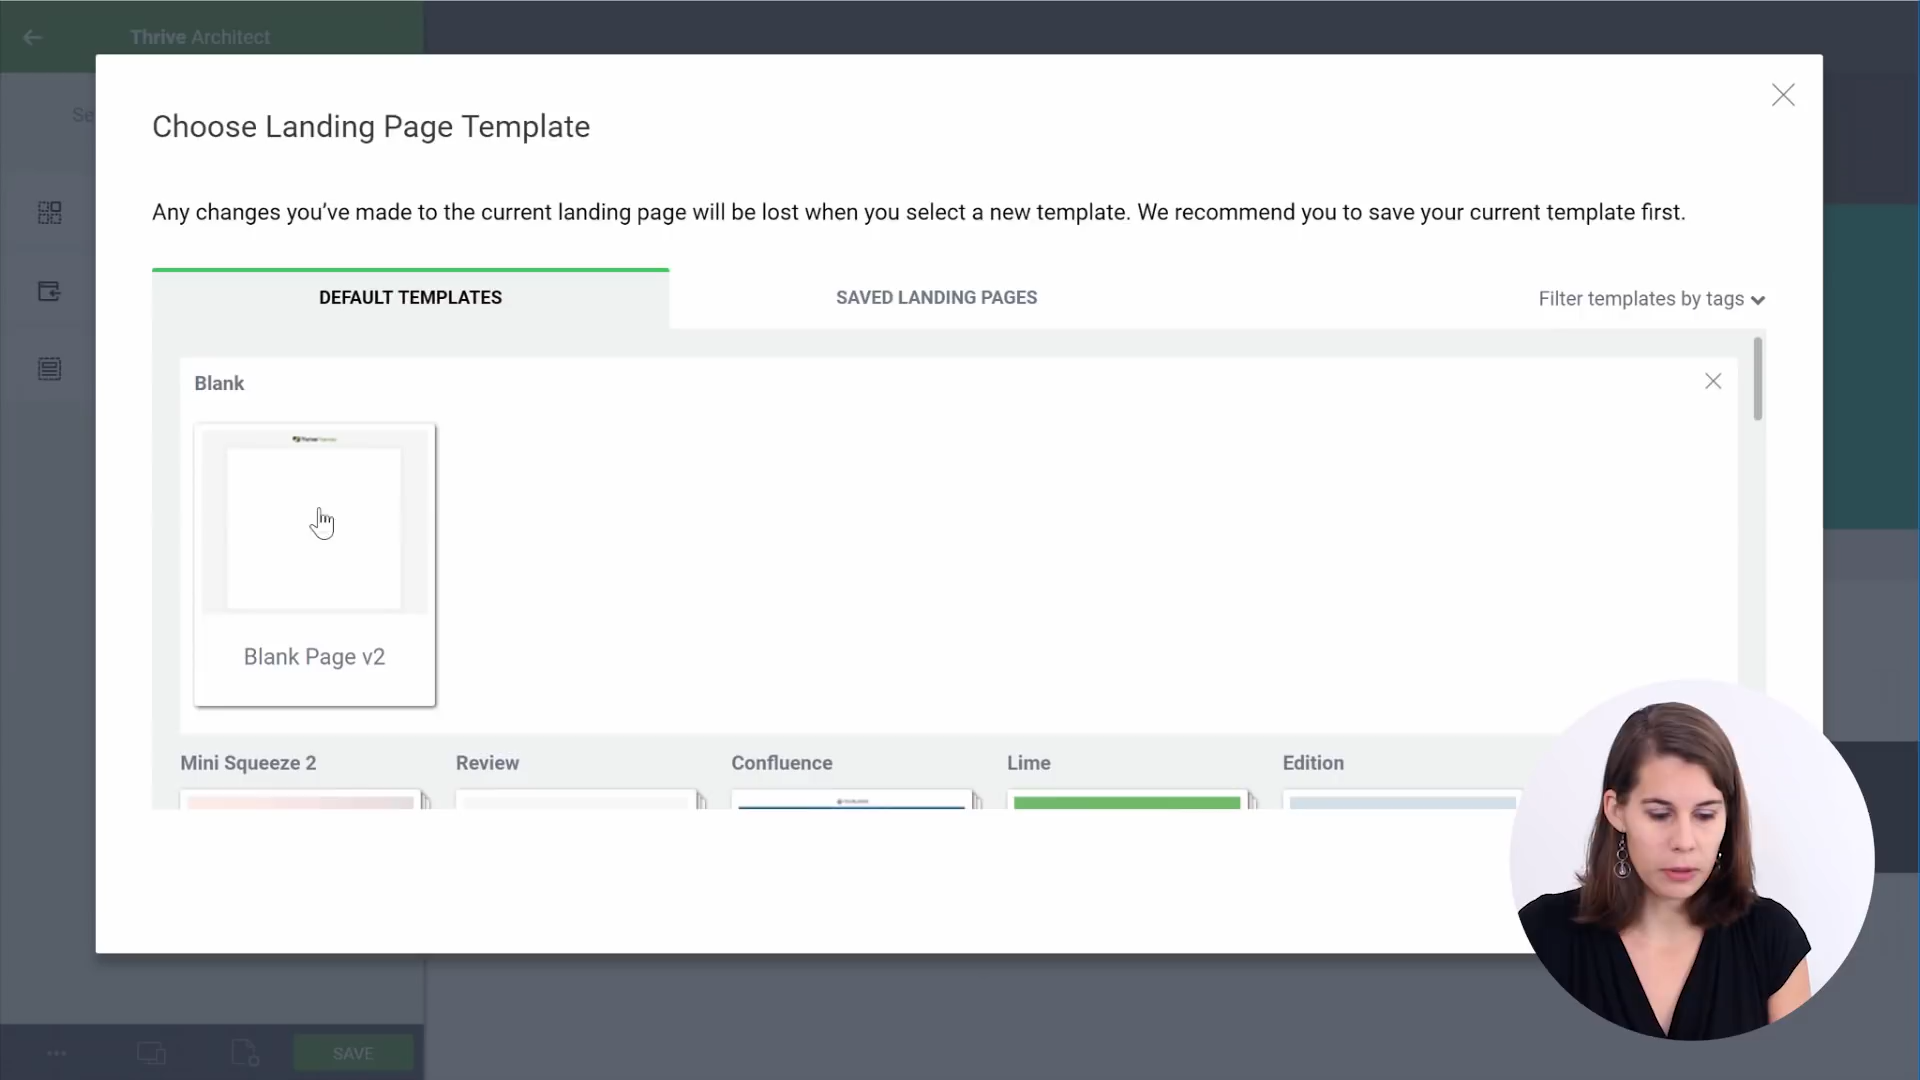 Thrive Architect
Se
Choose Landing Page Template
Any changes you’ve made to the current landing page will be lost when you select a new template. We recommend you to save your current template first.
DEFAULT TEMPLATES
SAVED LANDING PAGES
Filter templates by tags
Blank
Blank Page v2
Mini Squeeze 2
Review
Confluence
Lime
Edition
SAVE